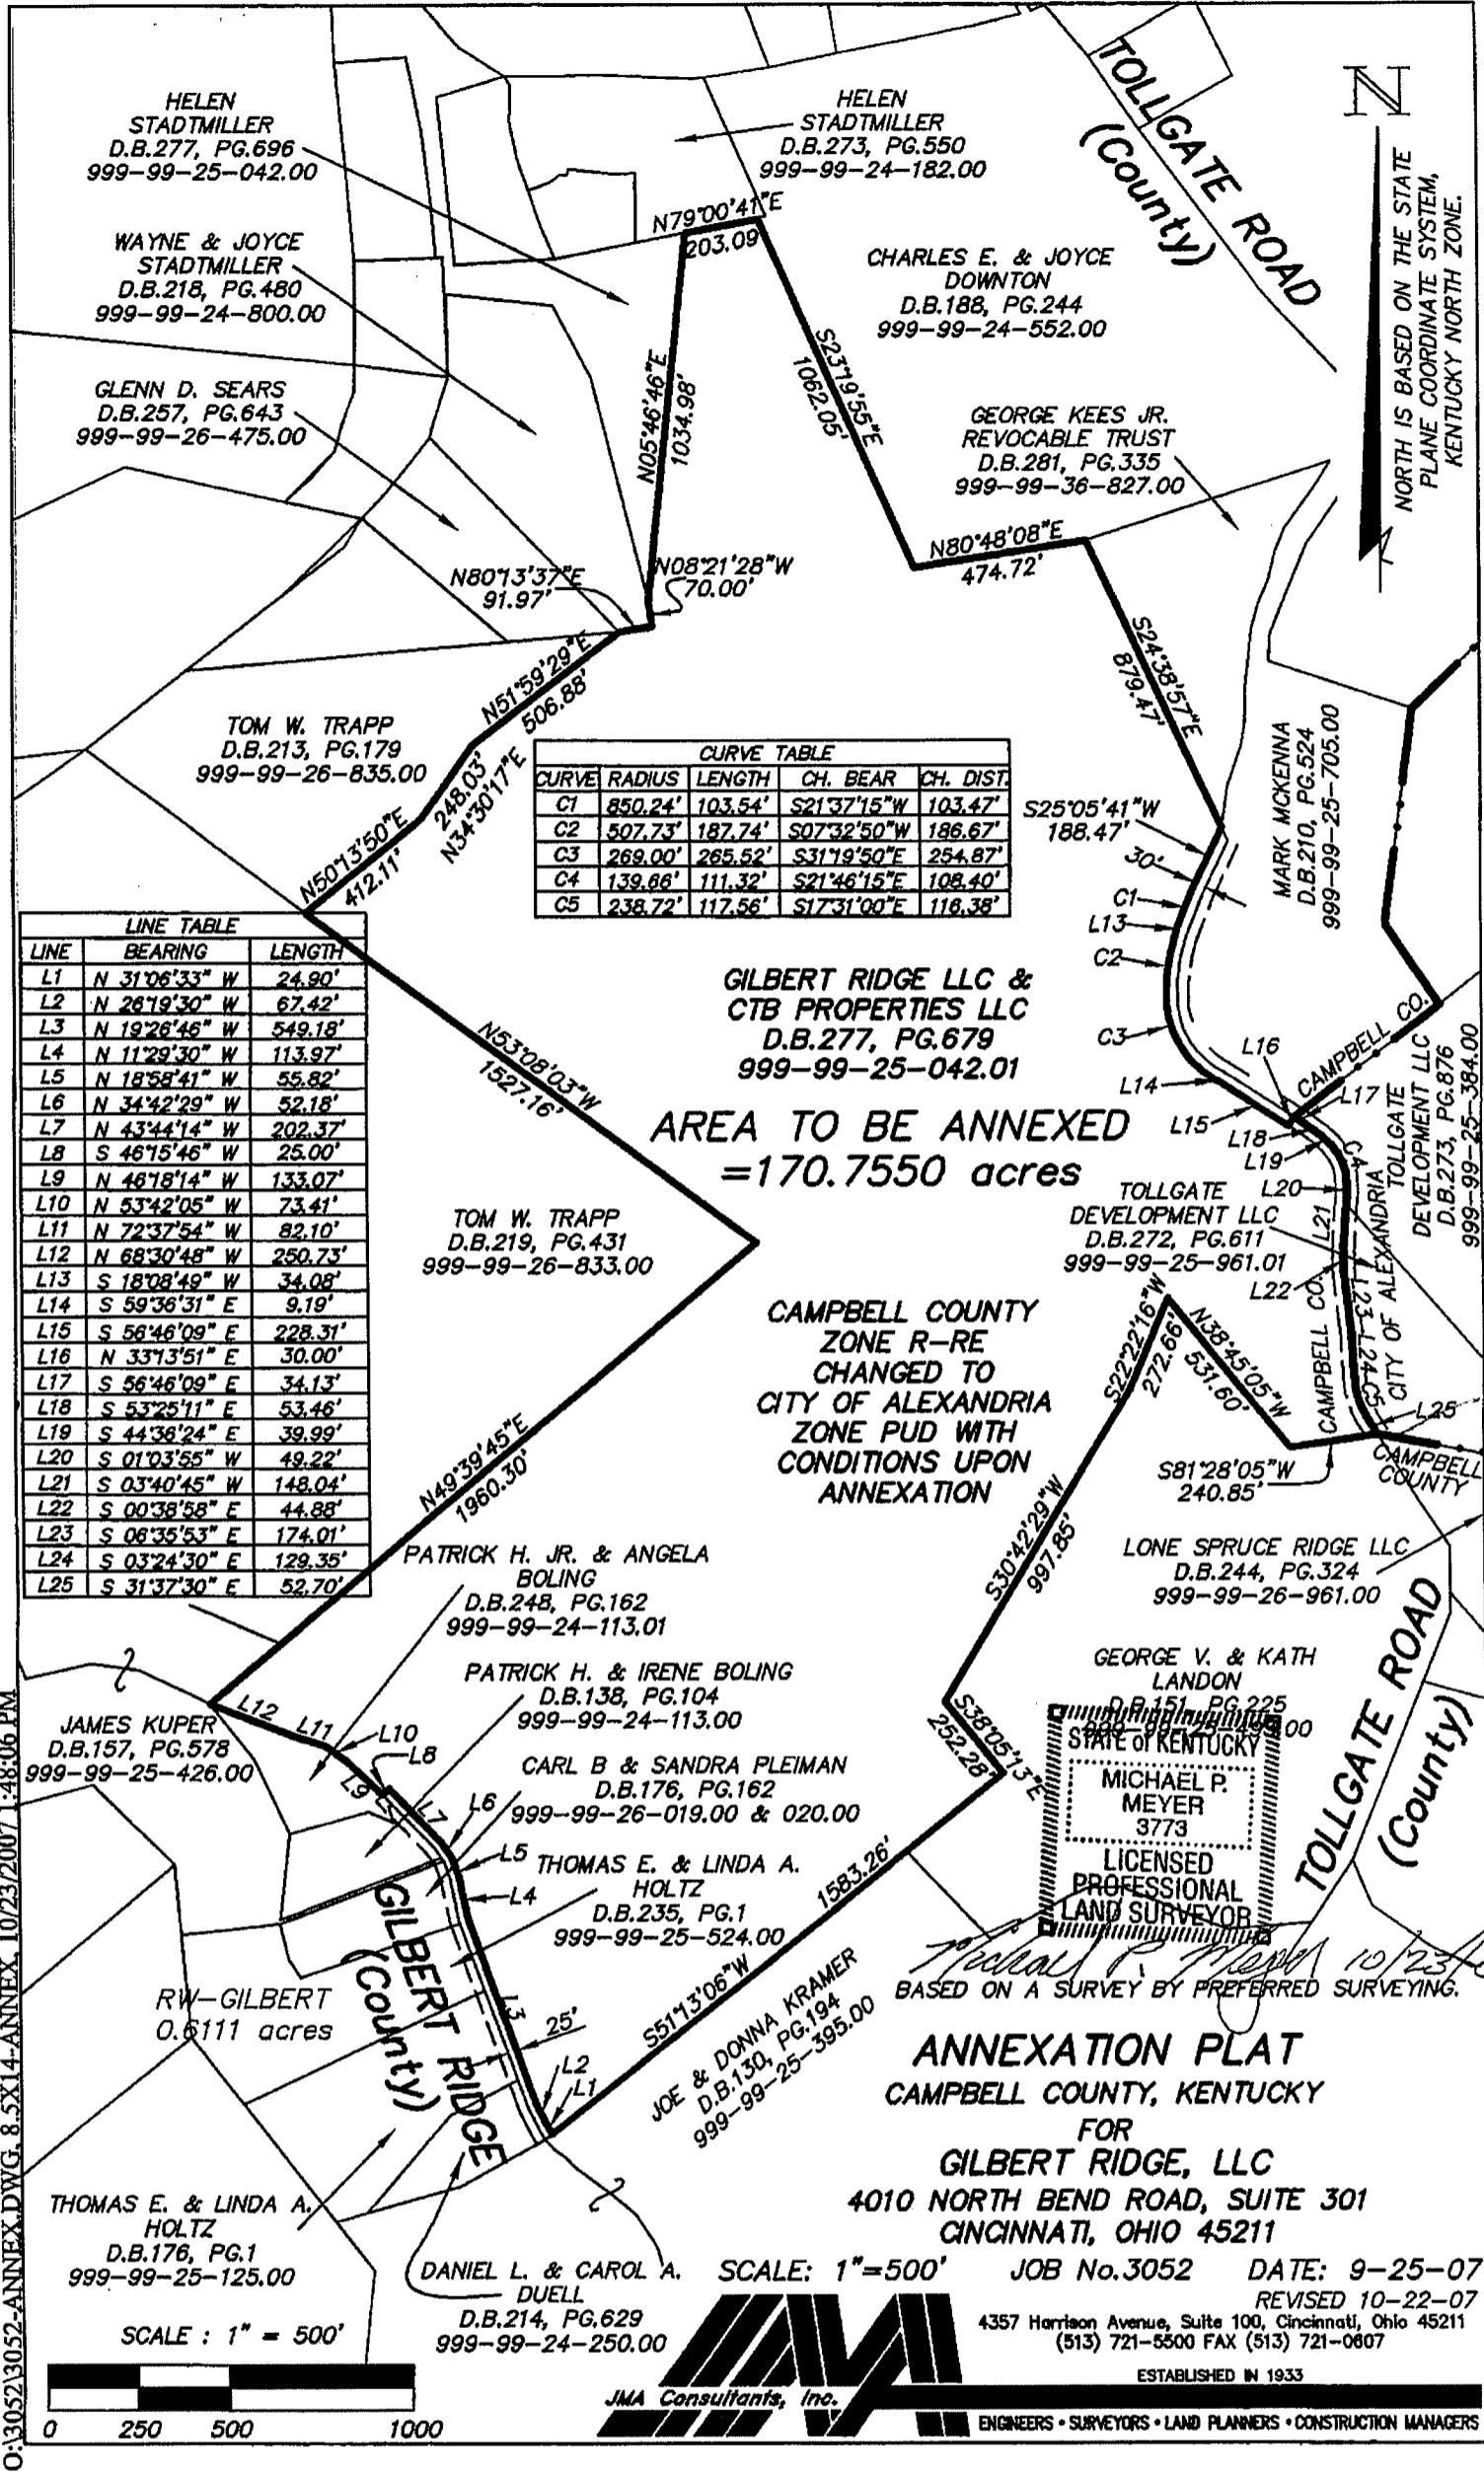 HELEN
STADTMILLER
D.B.277, PG.696
999-99-25-042.00
HELEN
STADTMILLER
D.B.273, PG.550
999-99-24-182.00
TOLLGATE ROAD
(County)
N
NORTH IS BASED ON THE STATE
PLANE COORDINATE SYSTEM,
KENTUCKY NORTH ZONE.
WAYNE & JOYCE
STADTMILLER
D.B.218, PG.480
999-99-24-800.00
N79°00'41"E
203.09'
CHARLES E. & JOYCE
DOWNTON
D.B.188, PG.244
999-99-24-552.00
GLENN D. SEARS
D.B.257, PG.643
999-99-26-475.00
N05°46'46"E
1034.98'
S23°19'55"E
1062.05'
GEORGE KEES JR.
REVOCABLE TRUST
D.B.281, PG.335
999-99-36-827.00
N80°13'37"E
91.97'
N08°21'28"W
70.00'
N80°48'08"E
474.72'
S24°38'57"E
879.47'
N51°59'29"E
506.88'
TOM W. TRAPP
D.B.213, PG.179
999-99-26-835.00
248.03'
N34°30'17"E
N50°13'50"E
412.11'
CURVE TABLE
CURVE RADIUS LENGTH CH. BEAR CH. DIST
C1 850.24' 103.54' S21°37'15"W 103.47'
C2 507.73' 187.74' S07°32'50"W 186.67'
C3 269.00' 265.52' S31°19'50"E 254.87'
C4 139.66' 111.32' S21°46'15"E 108.40'
C5 238.72' 117.56' S17°31'00"E 116.38'
S25°05'41"W
188.47'
30'
C1
L13
C2
C3
L14
L15
L16
L17
L18
L19
L20
MARK MCKENNA
D.B.210, PG.524
999-99-25-705.00
LINE TABLE
LINE BEARING LENGTH
L1 N 31°06'33" W 24.90'
L2 N 26°19'30" W 67.42'
L3 N 19°26'46" W 549.18'
L4 N 11°29'30" W 113.97'
L5 N 18°58'41" W 55.82'
L6 N 34°42'29" W 52.18'
L7 N 43°44'14" W 202.37'
L8 S 46°15'46" W 25.00'
L9 N 46°18'14" W 133.07'
L10 N 53°42'05" W 73.41'
L11 N 72°37'54" W 82.10'
L12 N 68°30'48" W 250.73'
L13 S 18°08'49" W 34.08'
L14 S 59°36'31" E 9.19'
L15 S 56°46'09" E 228.31'
L16 N 33°13'51" E 30.00'
L17 S 56°46'09" E 34.13'
L18 S 53°25'11" E 53.46'
L19 S 44°36'24" E 39.99'
L20 S 01°03'55" W 49.22'
L21 S 03°40'45" W 148.04'
L22 S 00°38'58" E 44.88'
L23 S 06°35'53" E 174.01'
L24 S 03°24'30" E 129.35'
L25 S 31°37'30" E 52.70'
GILBERT RIDGE LLC &
CTB PROPERTIES LLC
D.B.277, PG.679
999-99-25-042.01
N53°08'03"W
1527.16'
AREA TO BE ANNEXED
=170.7550 acres
CAMPBELL CO.
C4
CITY OF ALEXANDRIA
TOLLGATE
DEVELOPMENT LLC
D.B.273, PG.876
999-99-25-384.00
TOLLGATE
DEVELOPMENT LLC
D.B.272, PG.611
999-99-25-961.01
CAMPBELL CO.
L21
L22
L23
L24
C5
L25
TOM W. TRAPP
D.B.219, PG.431
999-99-26-833.00
CAMPBELL COUNTY
ZONE R-RE
CHANGED TO
CITY OF ALEXANDRIA
ZONE PUD WITH
CONDITIONS UPON
ANNEXATION
S22°22'16"W
272.66'
N38°45'05"W
531.60'
S81°28'05"W
240.85'
CAMPBELL
COUNTY
N49°39'45"E
1960.30'
S30°42'29"W
997.85'
LONE SPRUCE RIDGE LLC
D.B.244, PG.324
999-99-26-961.00
PATRICK H. JR. & ANGELA
BOLING
D.B.248, PG.162
999-99-24-113.01
PATRICK H. & IRENE BOLING
D.B.138, PG.104
999-99-24-113.00
GEORGE V. & KATH
LANDON
D.B.151, PG.225
TOLLGATE ROAD
(County)
S38°05'13"E
252.28'
STATE of KENTUCKY
MICHAEL P.
MEYER
3773
LICENSED
PROFESSIONAL
LAND SURVEYOR
JAMES KUPER
D.B.157, PG.578
999-99-25-426.00
L12
L11
L10
L8
L9
L7
L6
L5
L4
CARL B & SANDRA PLEIMAN
D.B.176, PG.162
999-99-26-019.00 & 020.00
THOMAS E. & LINDA A.
HOLTZ
D.B.235, PG.1
999-99-25-524.00
1583.26'
S51°13'06"W
Michael P. Meyer 10/23/
BASED ON A SURVEY BY PREFERRED SURVEYING.
RW-GILBERT
0.6111 acres
GILBERT RIDGE
(County)
L3
25'
L2
L1
JOE & DONNA KRAMER
D.B.130, PG.194
999-99-25-395.00
ANNEXATION PLAT
CAMPBELL COUNTY, KENTUCKY
FOR
GILBERT RIDGE, LLC
4010 NORTH BEND ROAD, SUITE 301
CINCINNATI, OHIO 45211
THOMAS E. & LINDA A.
HOLTZ
D.B.176, PG.1
999-99-25-125.00
DANIEL L. & CAROL A.
DUELL
D.B.214, PG.629
999-99-24-250.00
SCALE: 1"=500' JOB No.3052 DATE: 9-25-07
REVISED 10-22-07
4357 Harrison Avenue, Suite 100, Cincinnati, Ohio 45211
(513) 721-5500 FAX (513) 721-0607
ESTABLISHED IN 1933
SCALE : 1" = 500'
0 250 500 1000
JMA Consultants, Inc.
ENGINEERS • SURVEYORS • LAND PLANNERS • CONSTRUCTION MANAGERS
O:\3052\3052-ANNEX.DWG, 8.5X14-ANNEX, 10/23/2007 1:48:06 PM